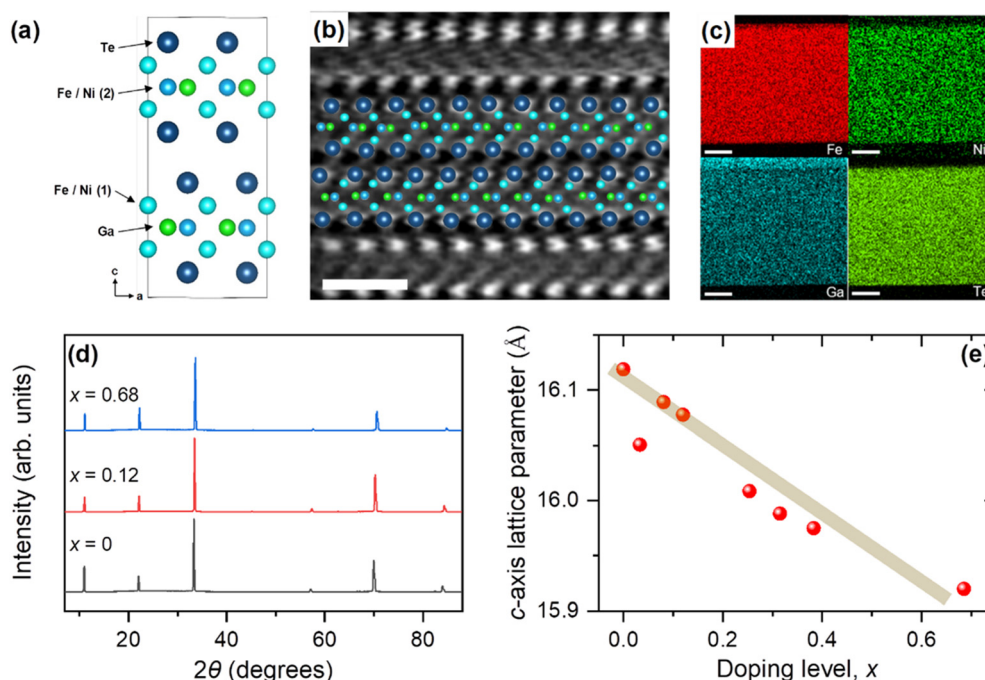 (a)
Te
Fe / Ni (2)
Fe / Ni (1)
Ga
c
a
(b)
(c)
Fe
Ni
Ga
Te
(d)
x = 0.68
x = 0.12
x = 0
Intensity (arb. units)
20
40
60
80
2θ (degrees)
(e)
c-axis lattice parameter (Å)
16.1
16.0
15.9
0.0
0.2
0.4
0.6
Doping level, x